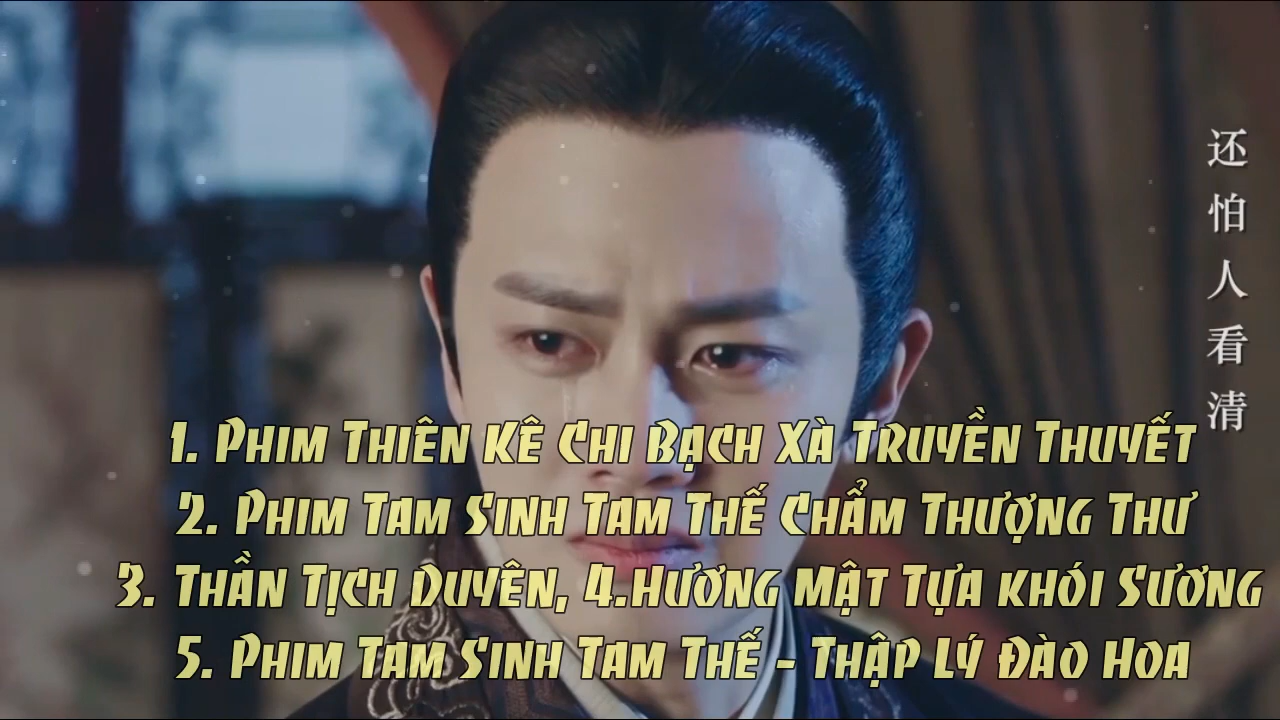 还怕人看清
1. Phim Thiên Kê Chi Bạch Xà Truyền Thuyết
2. Phim Tam Sinh Tam Thế Chẩm Thượng Thư
3. Thần Tịch Duyên, 4.Hương Mật Tựa khói Sương
5. Phim Tam Sinh Tam Thế - Thập Lý Đào Hoa